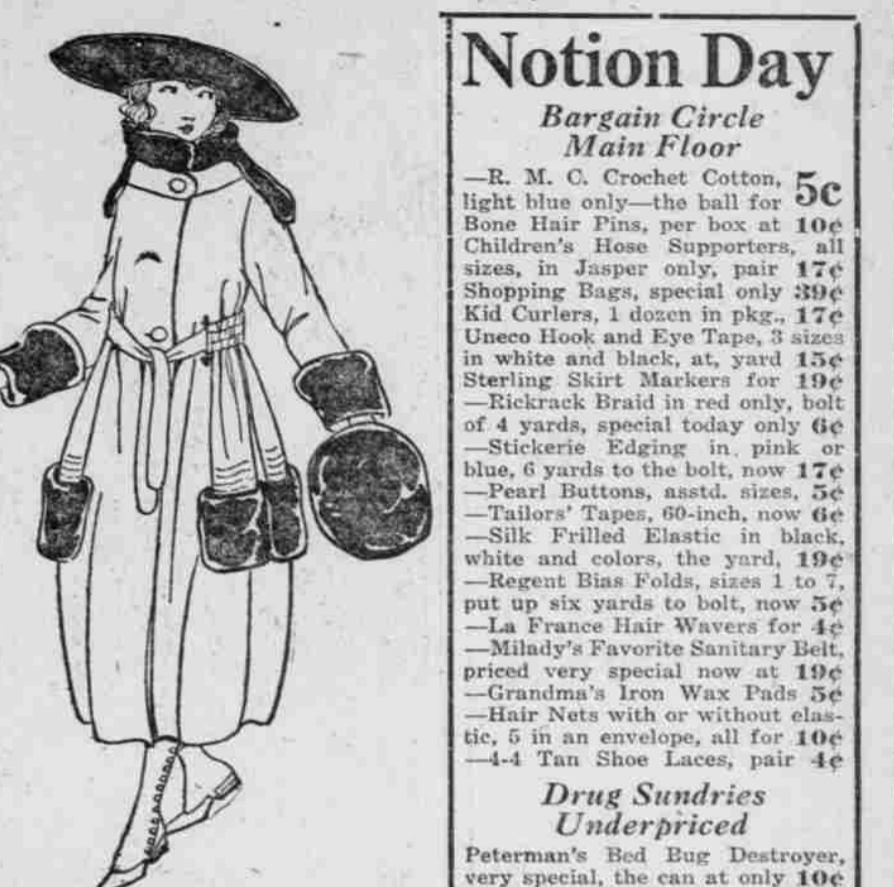 Notion Day
Bargain Circle
Main Floor
—R. M. C. Crochet Cotton, 5c
light blue only—the ball for
Bone Hair Pins, per box at 10¢
Children's Hose Supporters, all
sizes, in Jasper only, pair 17¢
Shopping Bags, special only 39¢
Kid Curlers, 1 dozen in pkg., 17¢
Uneco Hook and Eye Tape, 3 sizes
in white and black, at, yard 15¢
Sterling Skirt Markers for 19¢
—Rickrack Braid in red only, bolt
of 4 yards, special today only 6¢
—Stickerie Edging in pink or
blue, 6 yards to the bolt, now 17¢
—Pearl Buttons, asstd. sizes, 5¢
—Tailors' Tapes, 60-inch, now 6¢
—Silk Frilled Elastic in black,
white and colors, the yard, 19¢
—Regent Bias Folds, sizes 1 to 7,
put up six yards to bolt, now 5¢
—La France Hair Wavers for 4¢
—Milady's Favorite Sanitary Belt,
priced very special now at 19¢
—Grandma's Iron Wax Pads 5¢
—Hair Nets with or without elas-
tic, 5 in an envelope, all for 10¢
—4-4 Tan Shoe Laces, pair 4¢
Drug Sundries
Underpriced
Peterman's Bed Bug Destroyer,
very special, the can at only 10¢